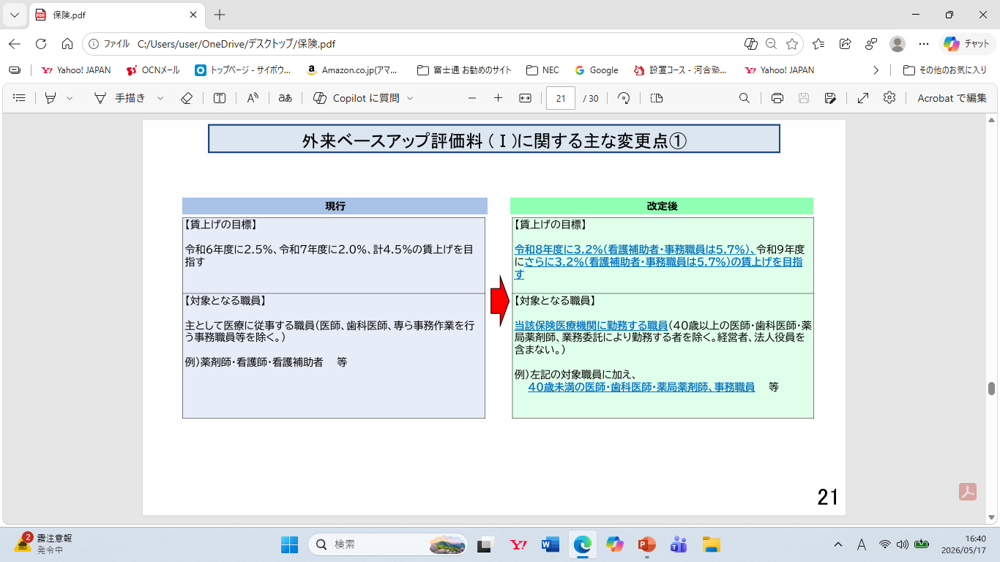 保険.pdf
ファイル C:/Users/user/OneDrive/デスクトップ/保険.pdf
チャット
Yahoo! JAPAN OCNメール トップページ - サイボウ... Amazon.co.jp(アマ... 富士通 お勧めのサイト NEC Google 設置コース - 河合塾... Yahoo! JAPAN その他のお気に入り
手描き aあ Copilot に質問 21 / 30 Acrobat で編集
外来ベースアップ評価料(Ⅰ)に関する主な変更点①
現行
【賃上げの目標】
令和6年度に2.5%、令和7年度に2.0%、計4.5%の賃上げを目
指す
【対象となる職員】
主として医療に従事する職員(医師、歯科医師、専ら事務作業を行
う事務職員等を除く。)
例)薬剤師・看護師・看護補助者 等
改定後
【賃上げの目標】
令和8年度に3.2%(看護補助者・事務職員は5.7%)、令和9年度
にさらに3.2%(看護補助者・事務職員は5.7%)の賃上げを目指
す
【対象となる職員】
当該保険医療機関に勤務する職員(40歳以上の医師・歯科医師・薬
局薬剤師、業務委託により勤務する者を除く。経営者、法人役員を
含まない。)
例)左記の対象職員に加え、
40歳未満の医師・歯科医師・薬局薬剤師、事務職員 等
21
2
霧注意報
発令中
検索
A
16:40
2026/05/17